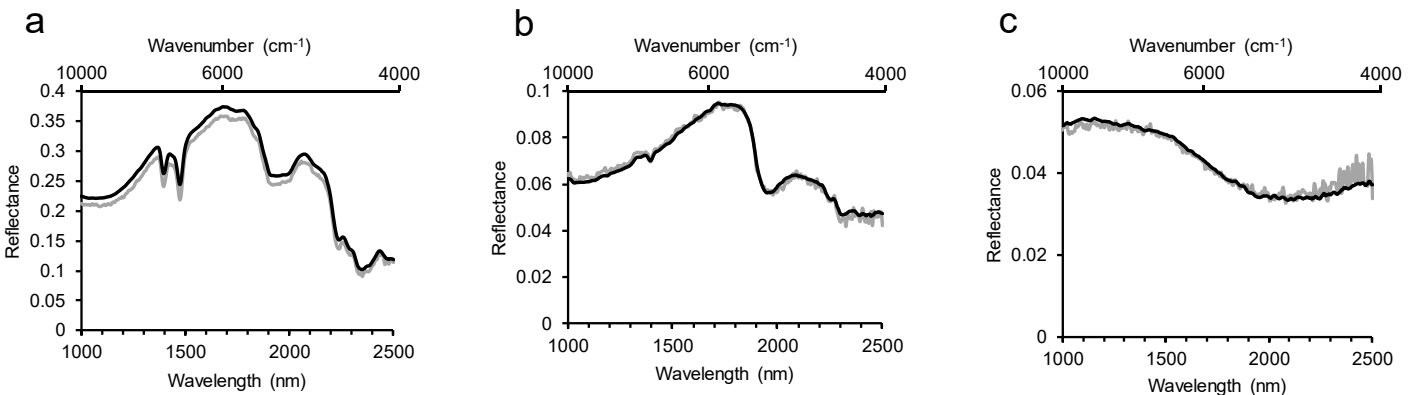 a
Wavenumber (cm-1)
10000 6000 4000
0.4
0.35
0.3
0.25
0.2
0.15
0.1
0.05
0
Reflectance
1000 1500 2000 2500
Wavelength (nm)
b
Wavenumber (cm-1)
10000 6000 4000
0.1
0.08
0.06
0.04
0.02
0
Reflectance
1000 1500 2000 2500
Wavelength (nm)
c
Wavenumber (cm-1)
10000 6000 4000
0.06
0.04
0.02
0
Reflectance
1000 1500 2000 2500
Wavelength (nm)